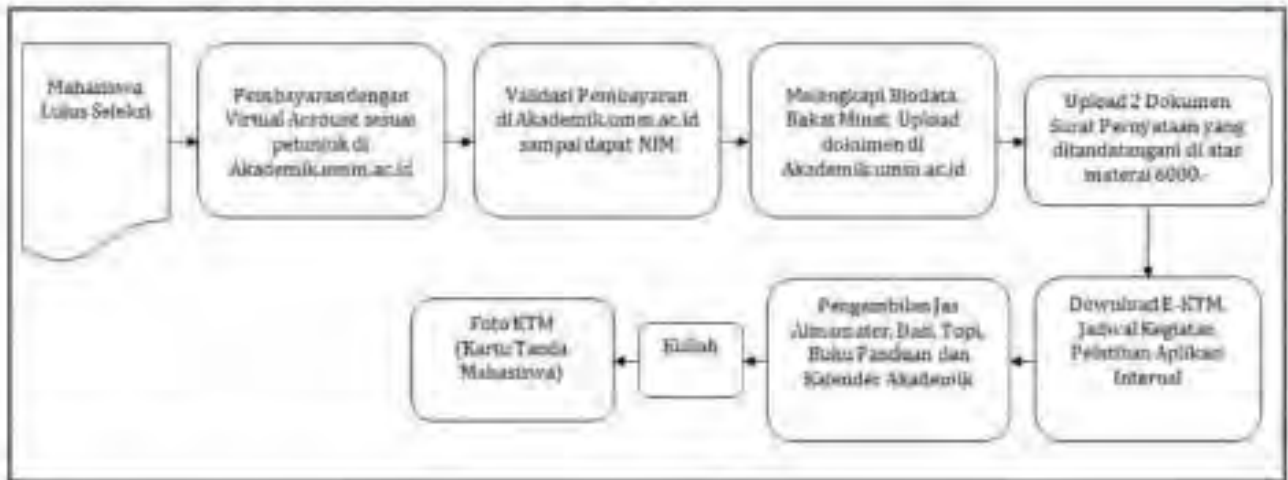 Mahasiswa
Lulus Seleksi
Pembayaran dengan
Virtual Account sesuai
petunjuk di
Akademik.umm.ac.id
Validasi Pembayaran
di Akademik.umm.ac.id
sampai dapat NIM
Melengkapi Biodata,
Bakat Minat, Upload
dokumen di
Akademik.umm.ac.id
Upload 2 Dokumen
Surat Pernyataan yang
ditandatangani di atas
materai 6000,-
Download E-KTM,
Jadwal Kegiatan
Pelatihan Aplikasi
Internal
Pengambilan Jas
Almamater, Dasi, Topi,
Buku Panduan dan
Kalender Akademik
Kuliah
Foto KTM
(Kartu Tanda
Mahasiswa)